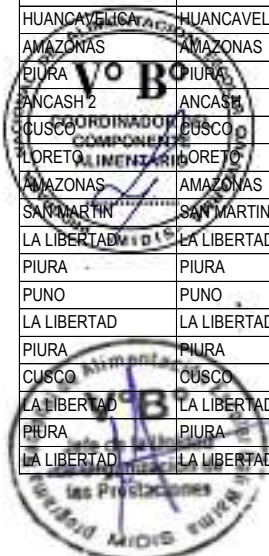 HUANCAVELICA HUANCAVEL
AMAZONAS AMAZONAS
PIURA PIURA
ANCASH 2 ANCASH
CUSCO CUSCO
LORETO LORETO
AMAZONAS AMAZONAS
SAN MARTIN SAN MARTIN
LA LIBERTAD LA LIBERTAD
PIURA PIURA
PUNO PUNO
LA LIBERTAD LA LIBERTAD
PIURA PIURA
CUSCO CUSCO
LA LIBERTAD LA LIBERTAD
PIURA PIURA
LA LIBERTAD LA LIBERTAD
V° B°
COORDINADOR
COMPONENTE
ALIMENTARIO
MIDIS
V° B°
las Prestaciones
MIDIS